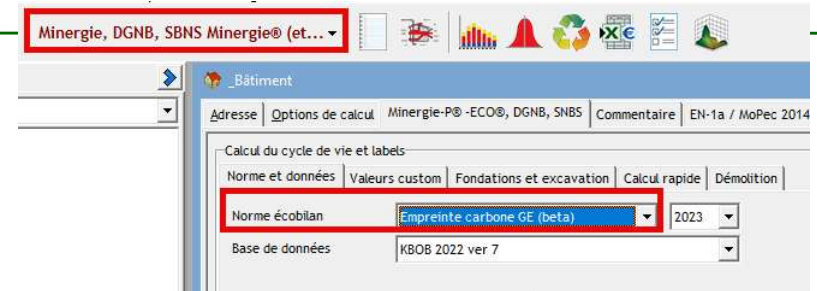 Minergie, DGNB, SBNS Minergie® (et...
_Bâtiment
Adresse Options de calcul Minergie-P® -ECO®, DGNB, SNBS Commentaire EN-1a / MoPec 2014
Calcul du cycle de vie et labels
Norme et données Valeurs custom Fondations et excavation Calcul rapide Démolition
Norme écobilan Empreinte carbone GE (beta) 2023
Base de données KBOB 2022 ver 7